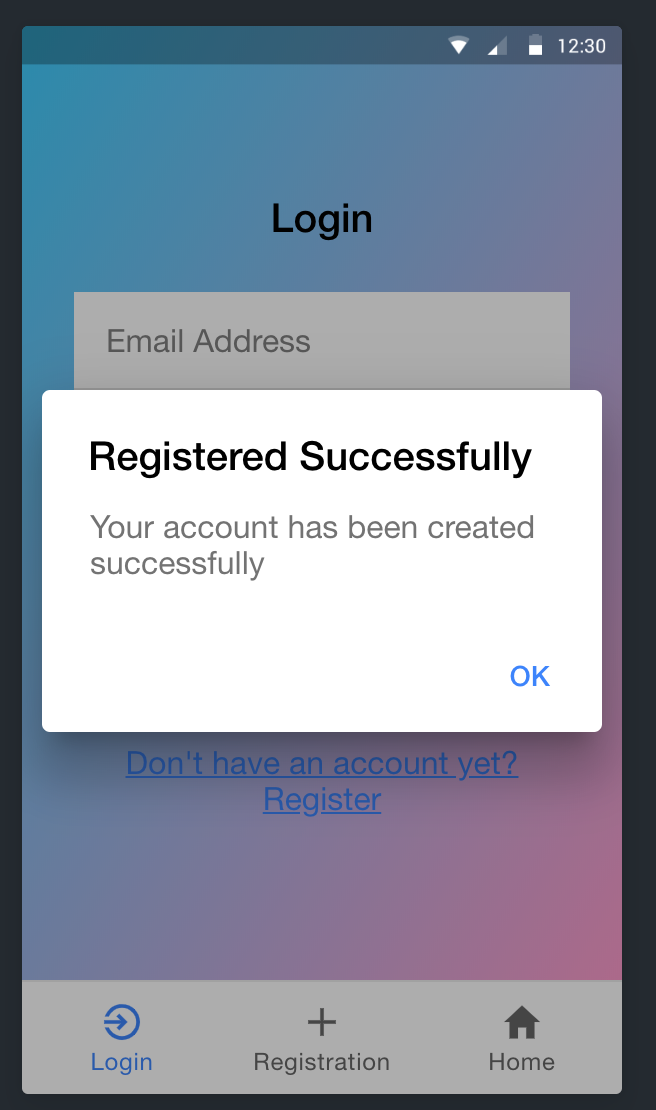 12:30
Login
Email Address
Registered Successfully
Your account has been created
successfully
OK
Don't have an account yet?
Register
Login
Registration
Home